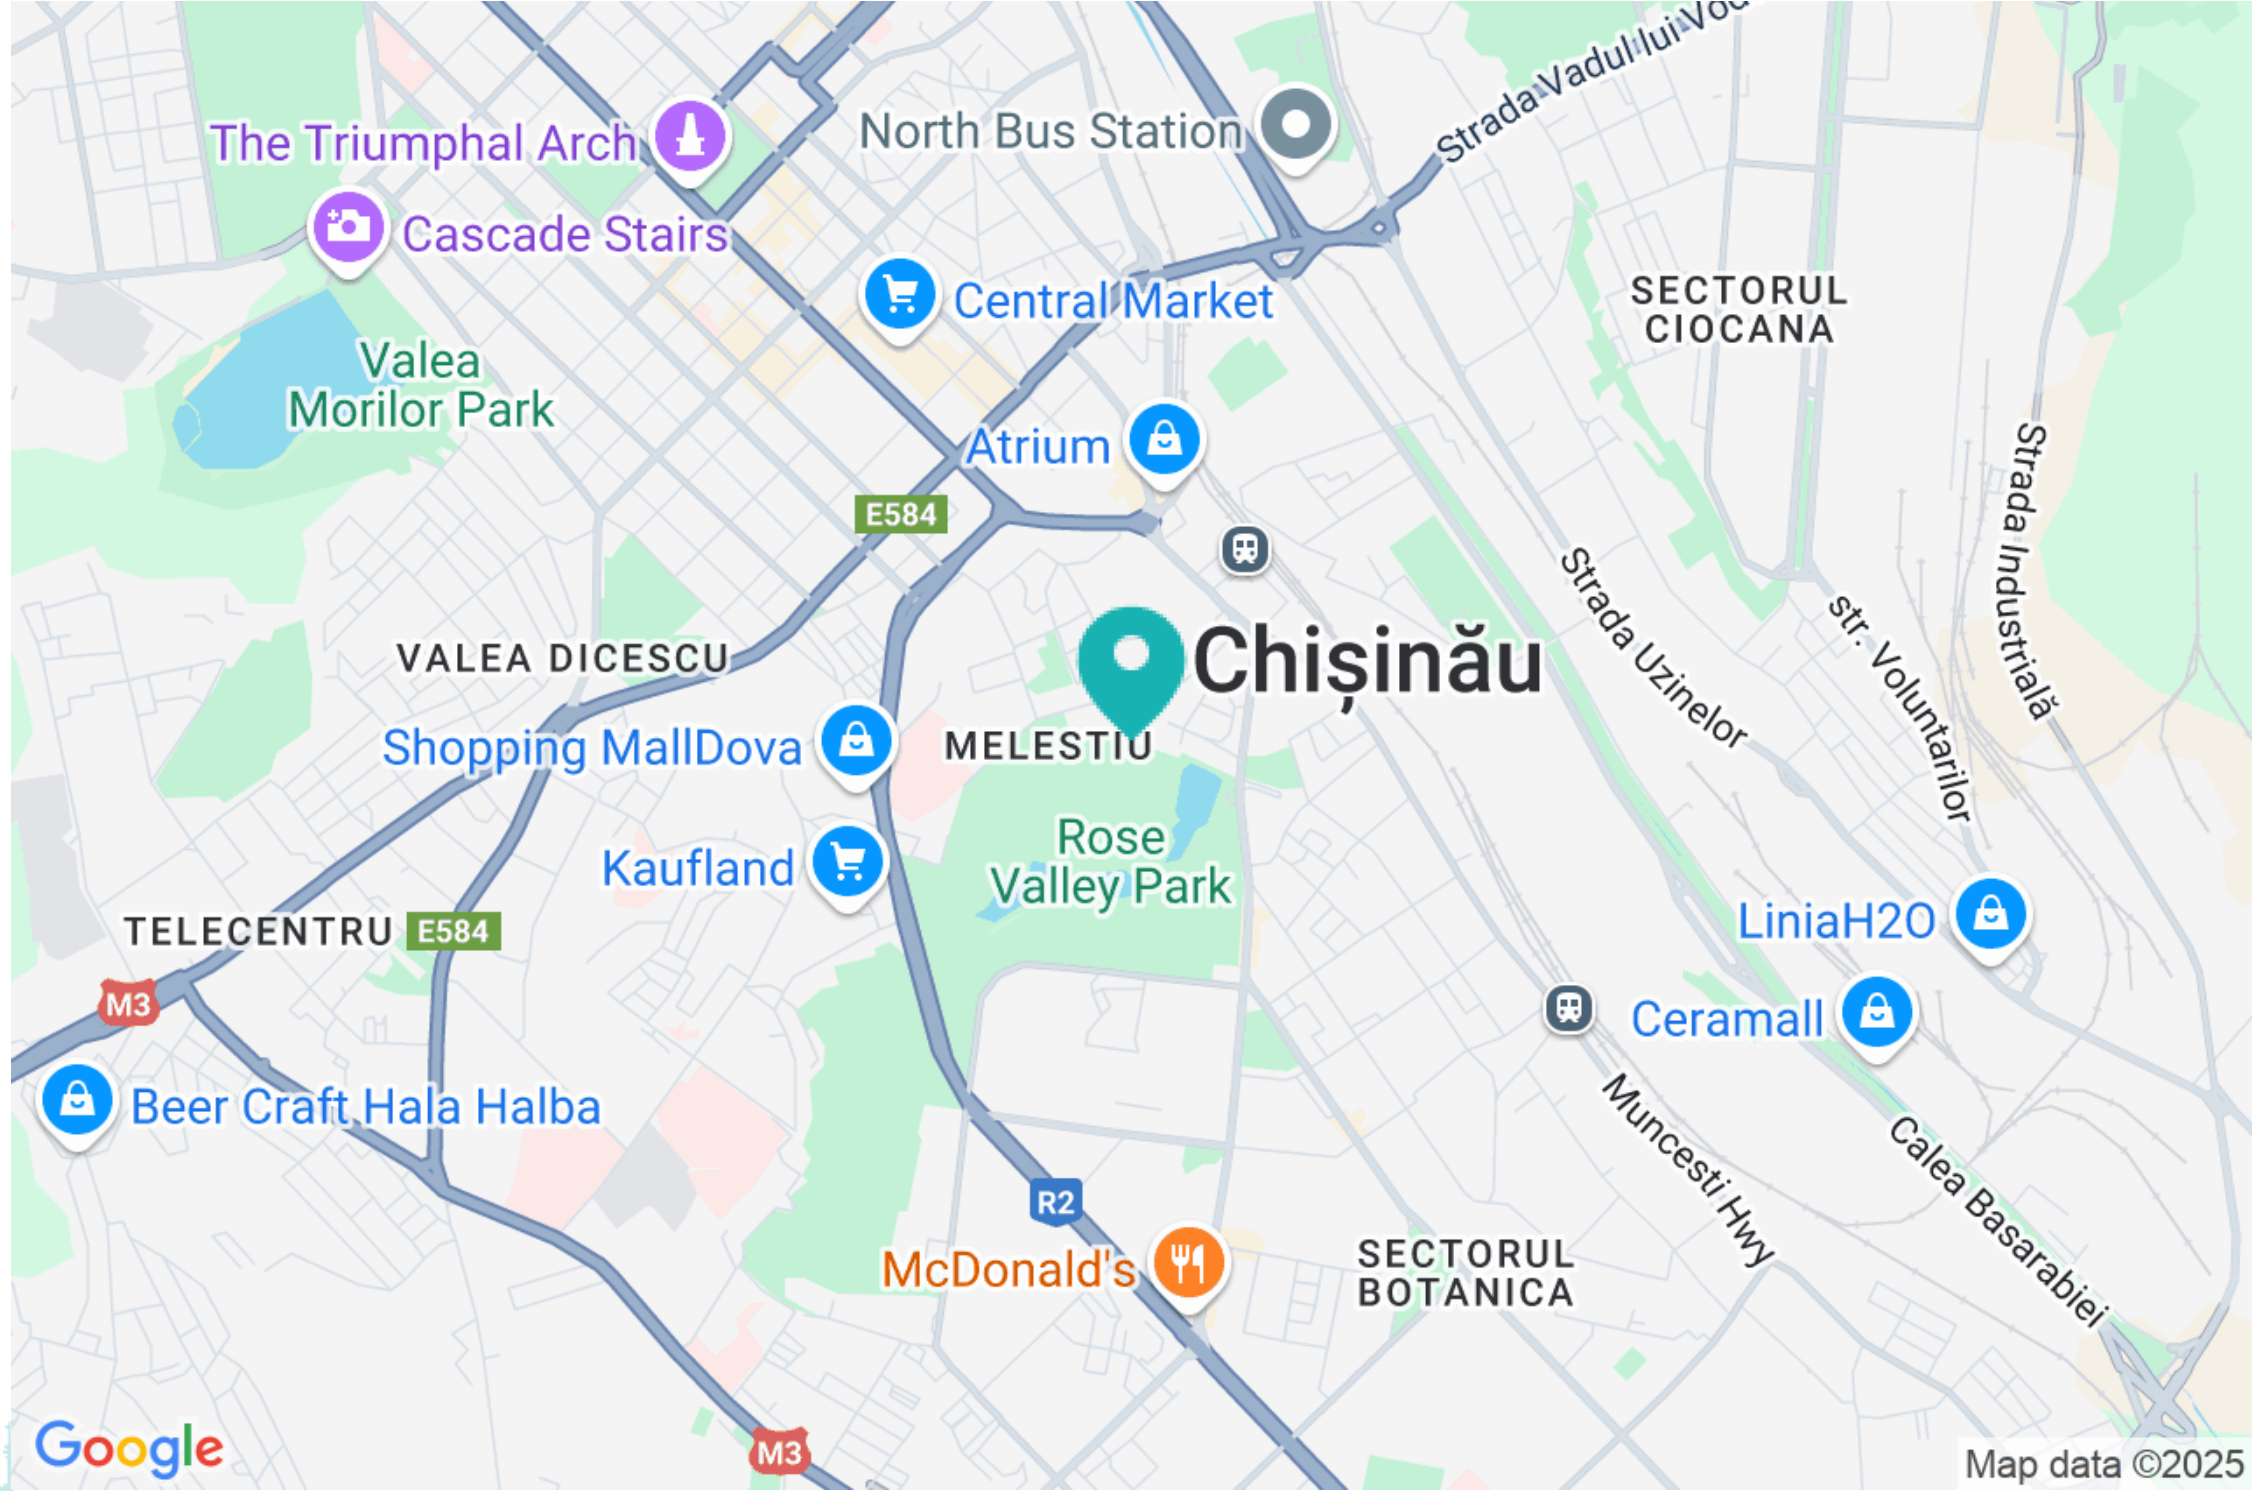 Strada Vadul lui Vod
The Triumphal Arch
North Bus Station
Cascade Stairs
Central Market
SECTORUL
CIOCANA
Valea
Morilor Park
Atrium
E584
Strada Industrială
Strada Uzinelor
str. Voluntarilor
VALEA DICESCU
Chișinău
Shopping MallDova
MELESTIU
Rose
Valley Park
Kaufland
TELECENTRU
E584
LiniaH2O
M3
Ceramall
Beer Craft Hala Halba
Muncesti Hwy
Calea Basarabiei
R2
McDonald's
SECTORUL
BOTANICA
Google
M3
Map data ©2025